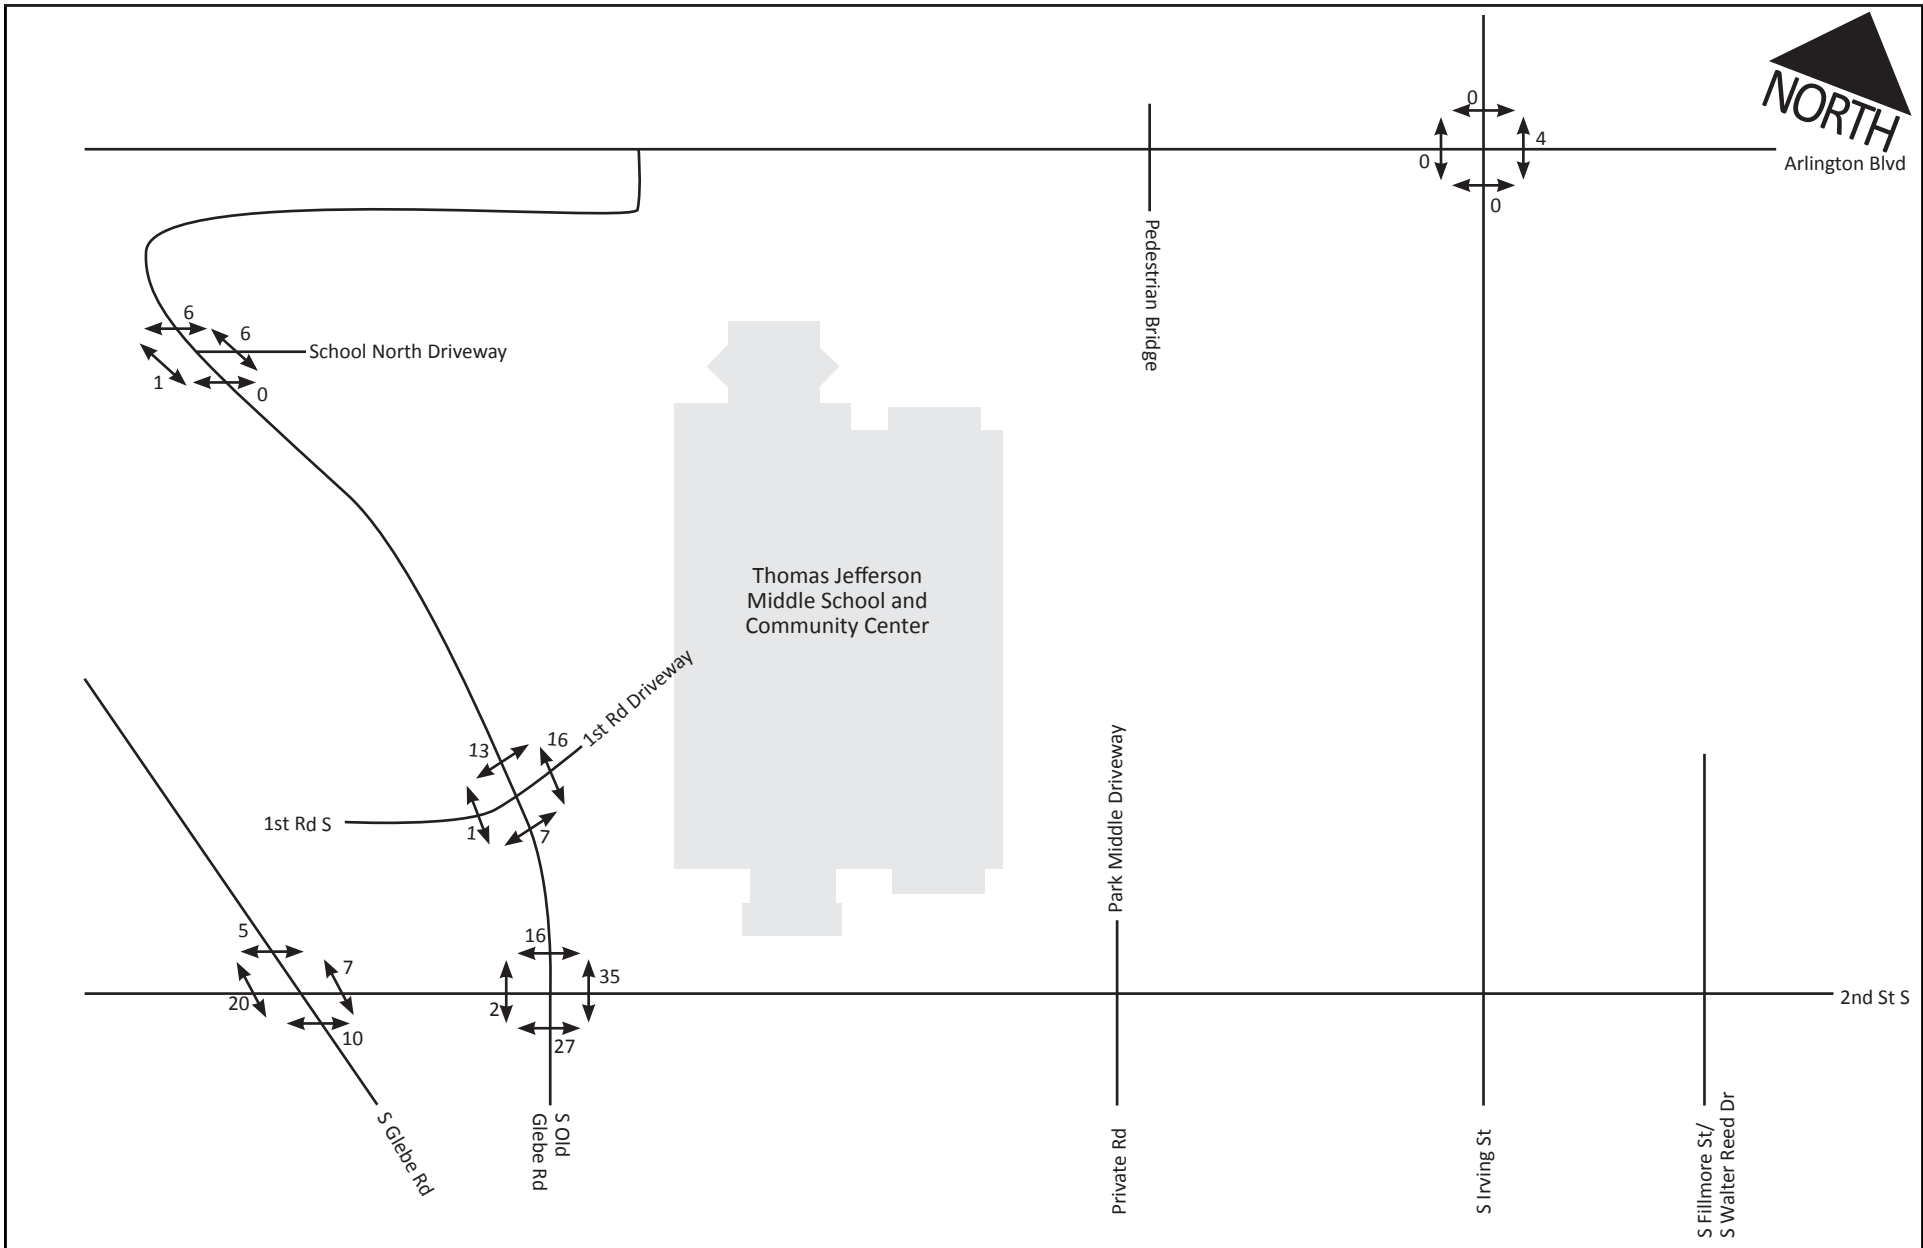 0
NORTH
4
0
Arlington Blvd
0
Pedestrian Bridge
6
6
School North Driveway
1
0
Thomas Jefferson
Middle School and
Community Center
1st Rd Driveway
13
16
1st Rd S
1
7
Park Middle Driveway
5
16
7
35
20
2
2nd St S
10
27
S Glebe Rd
S Old
Glebe Rd
Private Rd
S Irving St
S Fillmore St/
S Walter Reed Dr